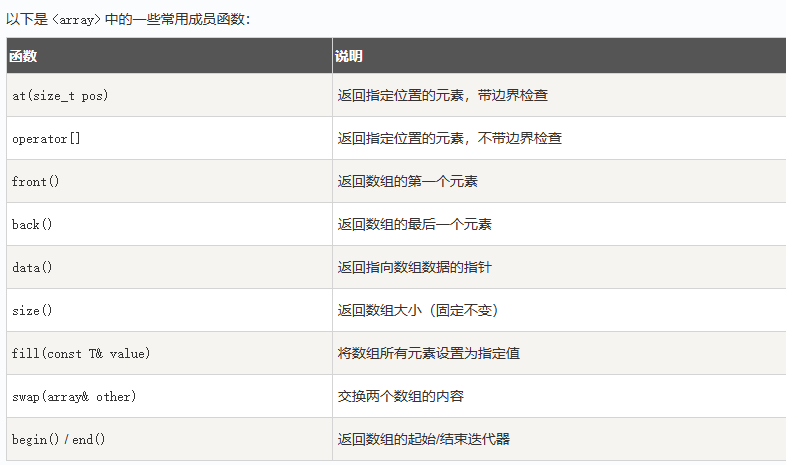 以下是 <array> 中的一些常用成员函数：
函数 说明
at(size_t pos) 返回指定位置的元素，带边界检查
operator[] 返回指定位置的元素，不带边界检查
front() 返回数组的第一个元素
back() 返回数组的最后一个元素
data() 返回指向数组数据的指针
size() 返回数组大小（固定不变）
fill(const T& value) 将数组所有元素设置为指定值
swap(array& other) 交换两个数组的内容
begin() / end() 返回数组的起始/结束迭代器